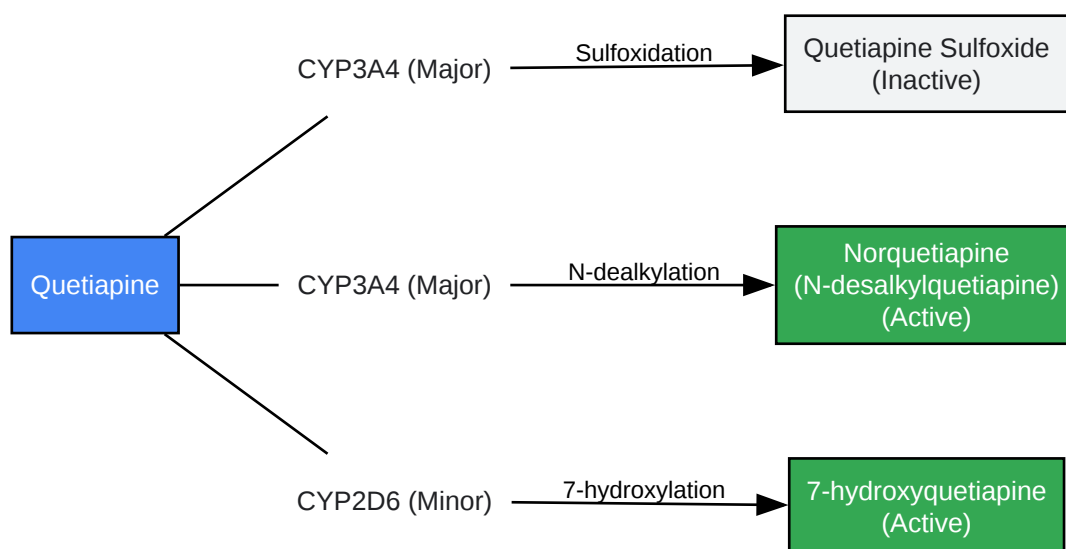 CYP3A4 (Major)
Sulfoxidation
Quetiapine Sulfoxide
(Inactive)
Quetiapine
CYP3A4 (Major)
N-dealkylation
Norquetiapine
(N-desalkylquetiapine)
(Active)
CYP2D6 (Minor)
7-hydroxylation
7-hydroxyquetiapine
(Active)